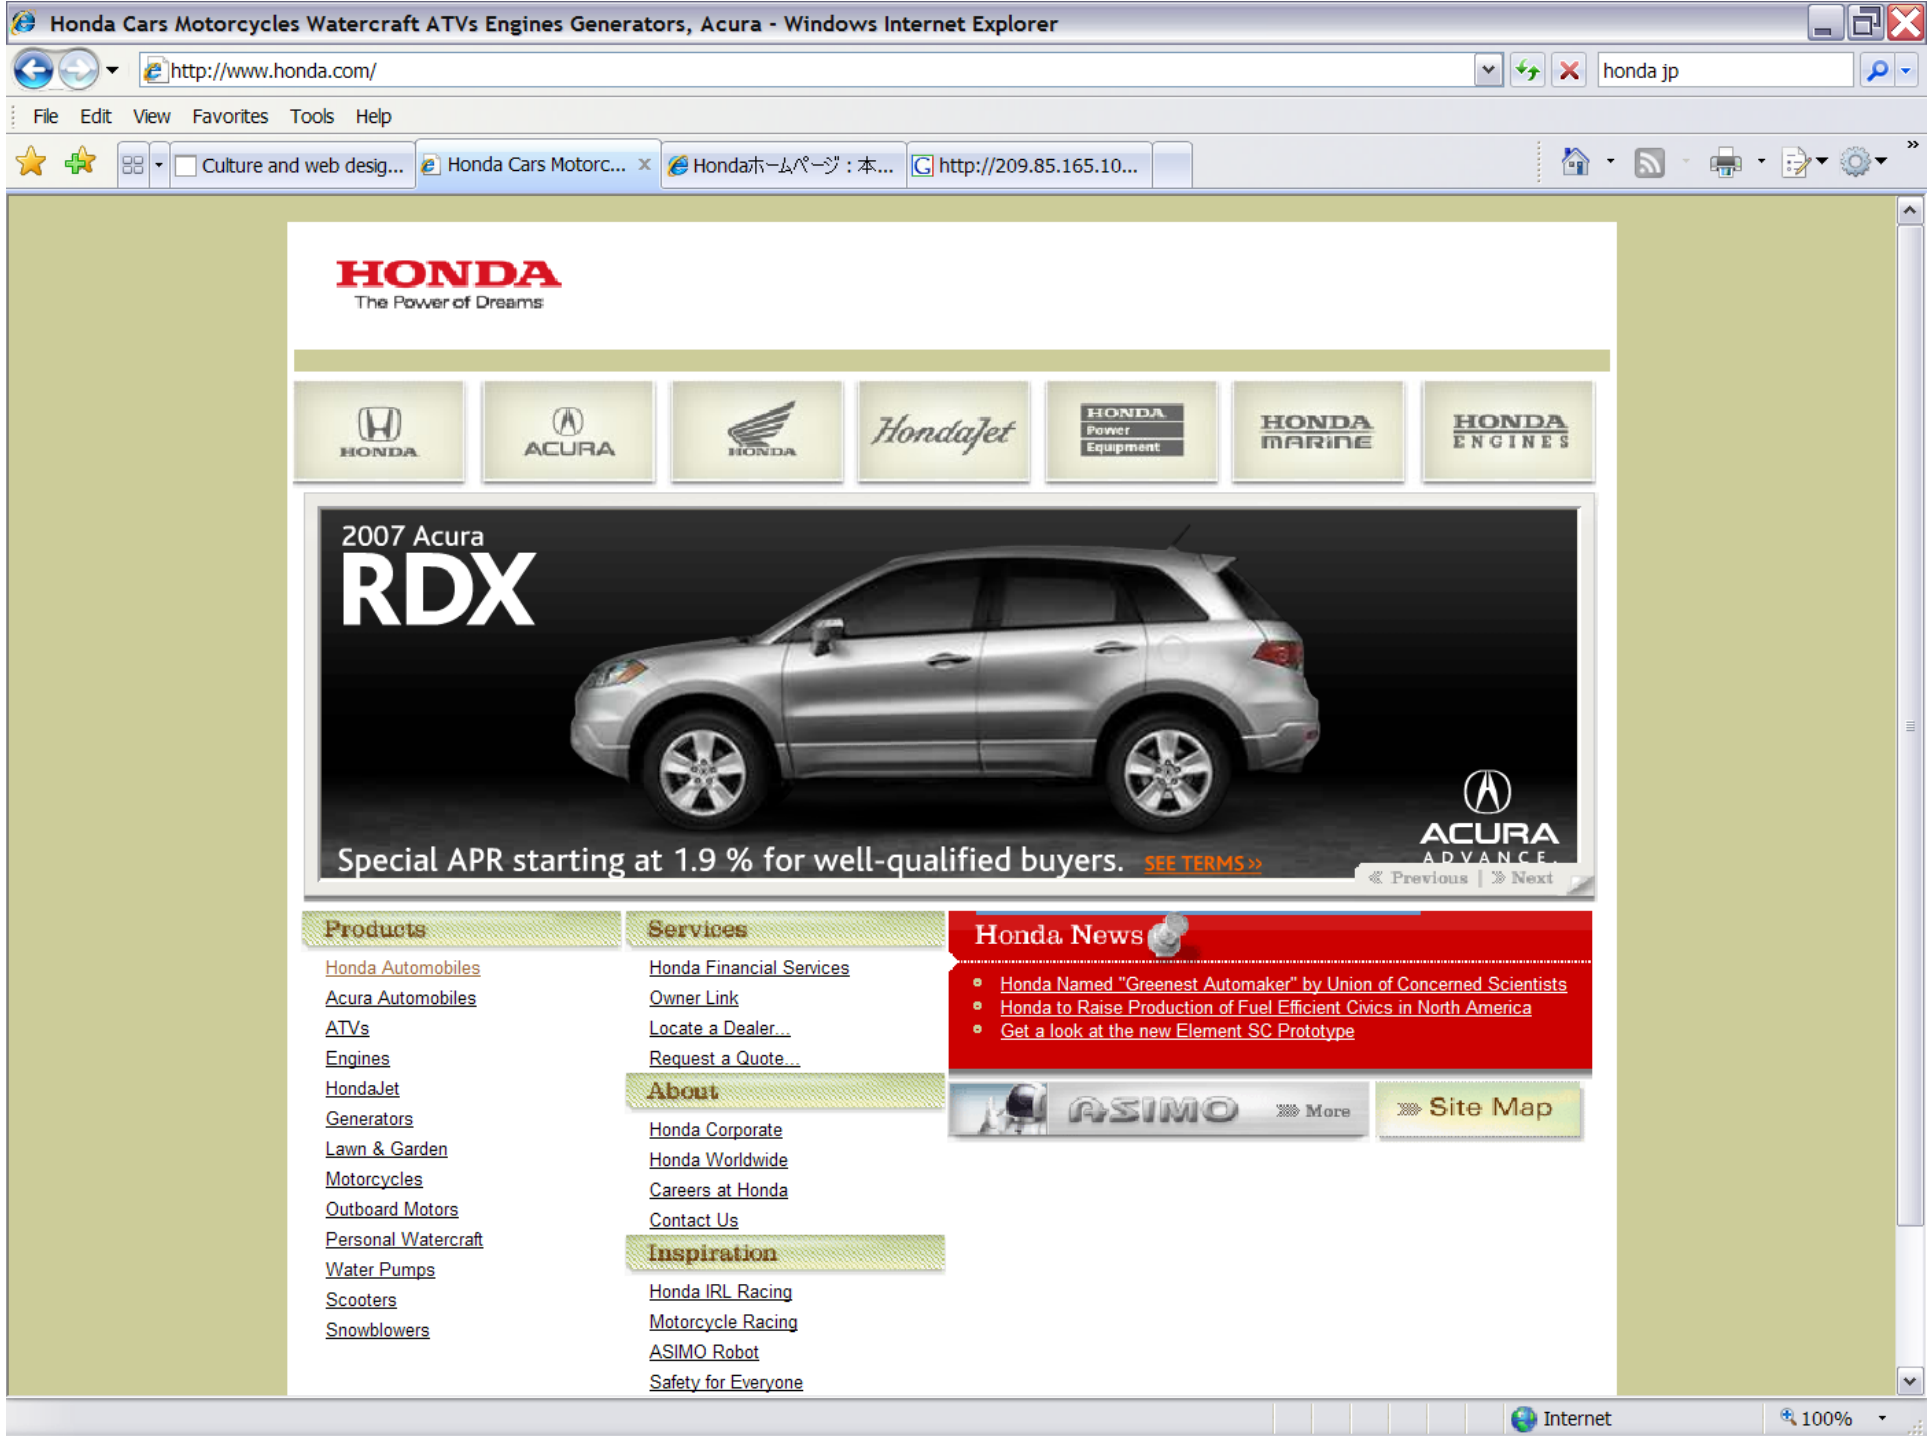 Honda Cars Motorcycles Watercraft ATVs Engines Generators, Acura - Windows Internet Explorer
http://www.honda.com/
honda jp
File Edit View Favorites Tools Help
Culture and web desig...
Honda Cars Motorc...
Hondaホームページ：本...
http://209.85.165.10...
HONDA
The Power of Dreams
HONDA
ACURA
HONDA
HondaJet
HONDA
Power
Equipment
HONDA
MARINE
HONDA
ENGINES
2007 Acura
RDX
Special APR starting at 1.9 % for well-qualified buyers. SEE TERMS »
ACURA
ADVANCE.
Previous | Next
Products
Honda Automobiles
Acura Automobiles
ATVs
Engines
HondaJet
Generators
Lawn & Garden
Motorcycles
Outboard Motors
Personal Watercraft
Water Pumps
Scooters
Snowblowers
Services
Honda Financial Services
Owner Link
Locate a Dealer...
Request a Quote...
About
Honda Corporate
Honda Worldwide
Careers at Honda
Contact Us
Inspiration
Honda IRL Racing
Motorcycle Racing
ASIMO Robot
Safety for Everyone
Honda News
Honda Named "Greenest Automaker" by Union of Concerned Scientists
Honda to Raise Production of Fuel Efficient Civics in North America
Get a look at the new Element SC Prototype
ASIMO More
Site Map
Internet
100%